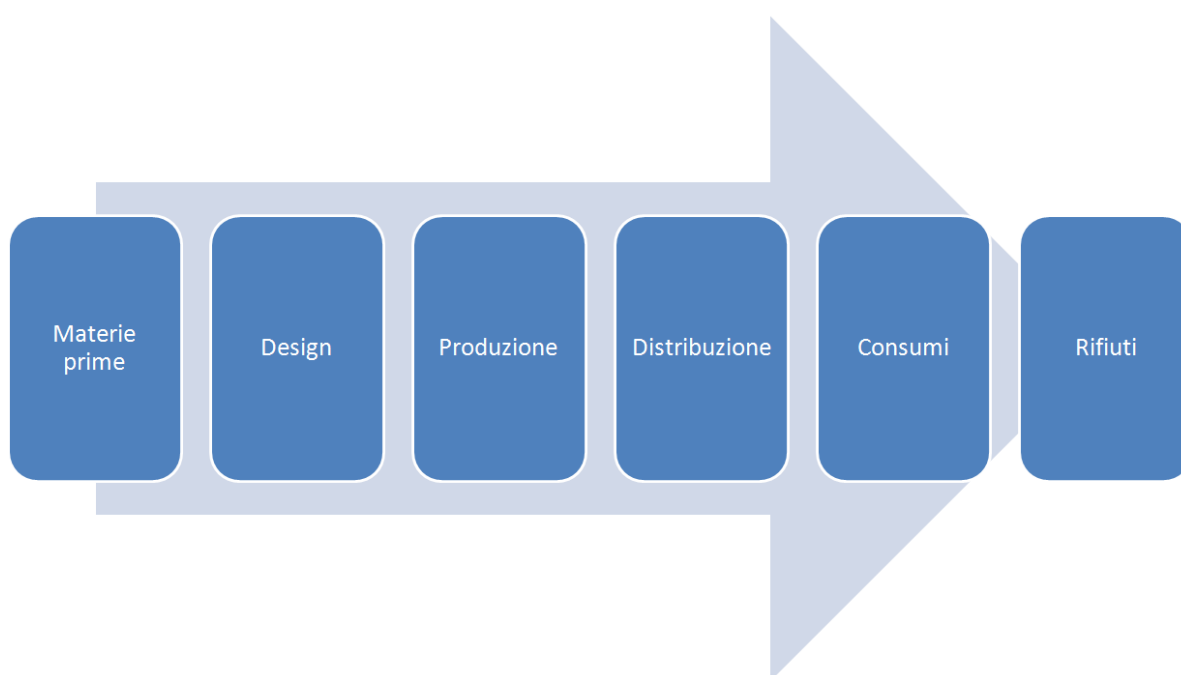 Materie
prime
Design
Produzione
Distribuzione
Consumi
Rifiuti